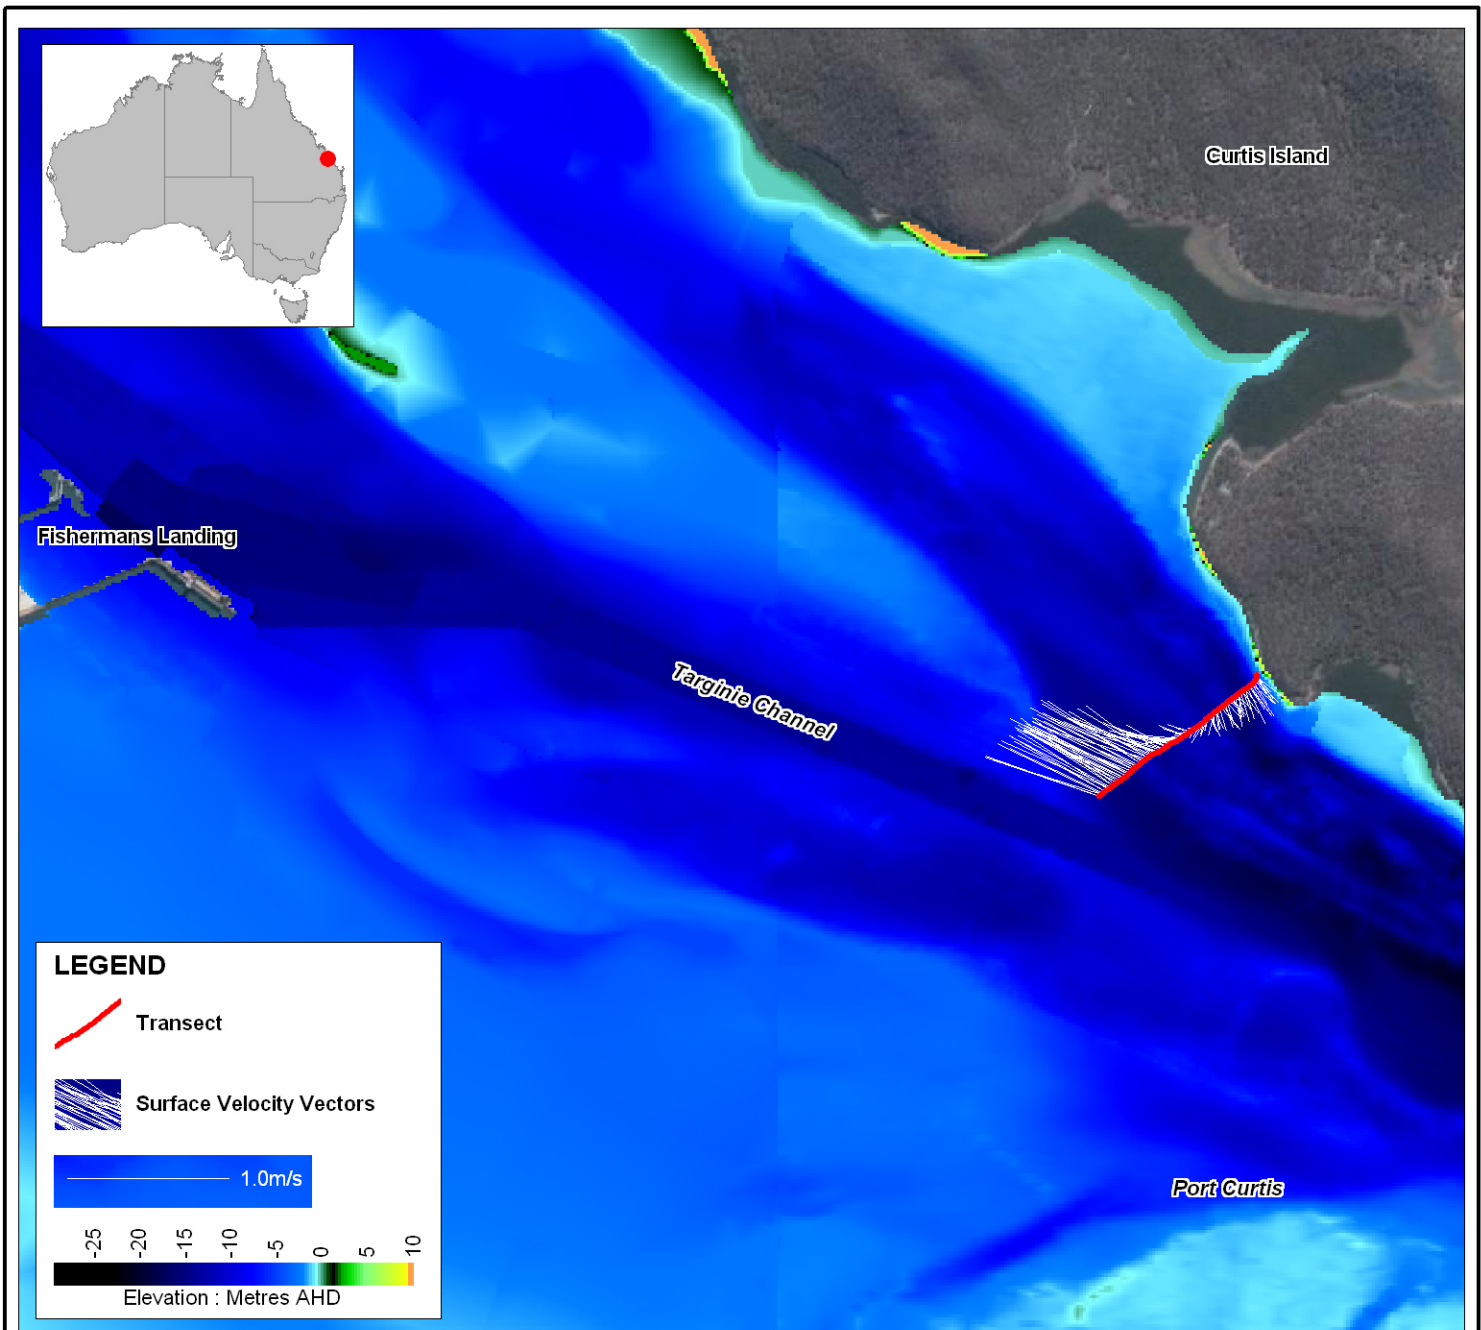 Curtis Island
Fishermans Landing
Targinie Channel
LEGEND
Transect
Surface Velocity Vectors
1.0m/s
-25 -20 -15 -10 -5 0 5 10
Elevation : Metres AHD
Port Curtis